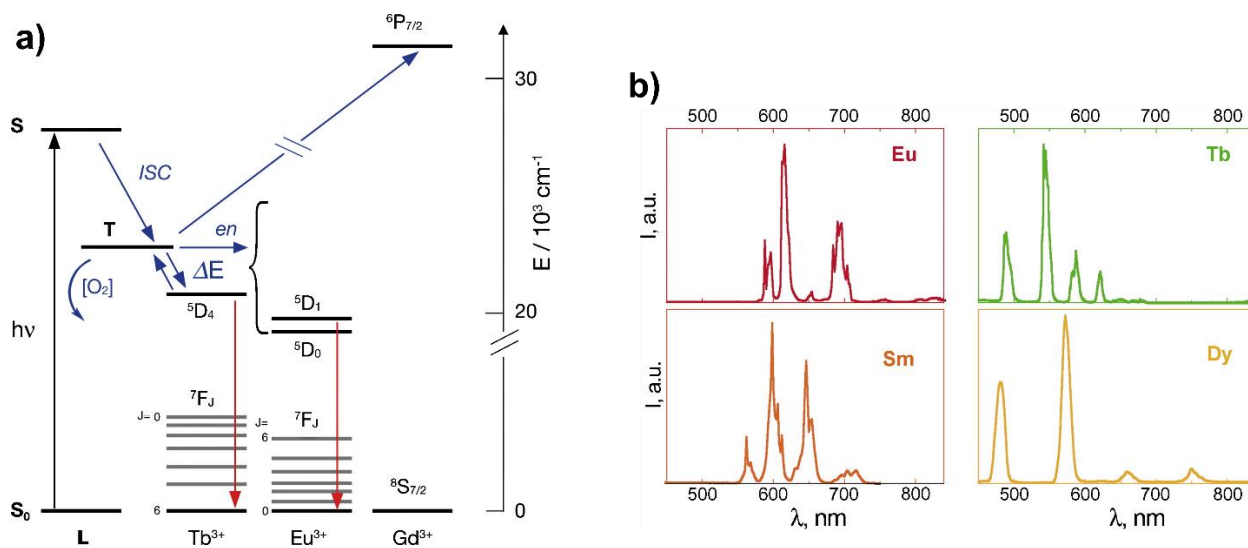 a)
⁶P₇/₂
30
S
ISC
T
en
ΔE
[O₂]
⁵D₄
⁵D₁
20
⁵D₀
hν
E / 10³ cm⁻¹
⁷F_J
J= 0
⁷F_J
J=
6
⁸S₇/₂
S₀
6
0
0
L
Tb³⁺
Eu³⁺
Gd³⁺
b)
500 600 700 800
500 600 700 800
Eu
Tb
I, a.u.
Sm
Dy
I, a.u.
500 600 700 800
500 600 700 800
λ, nm
λ, nm